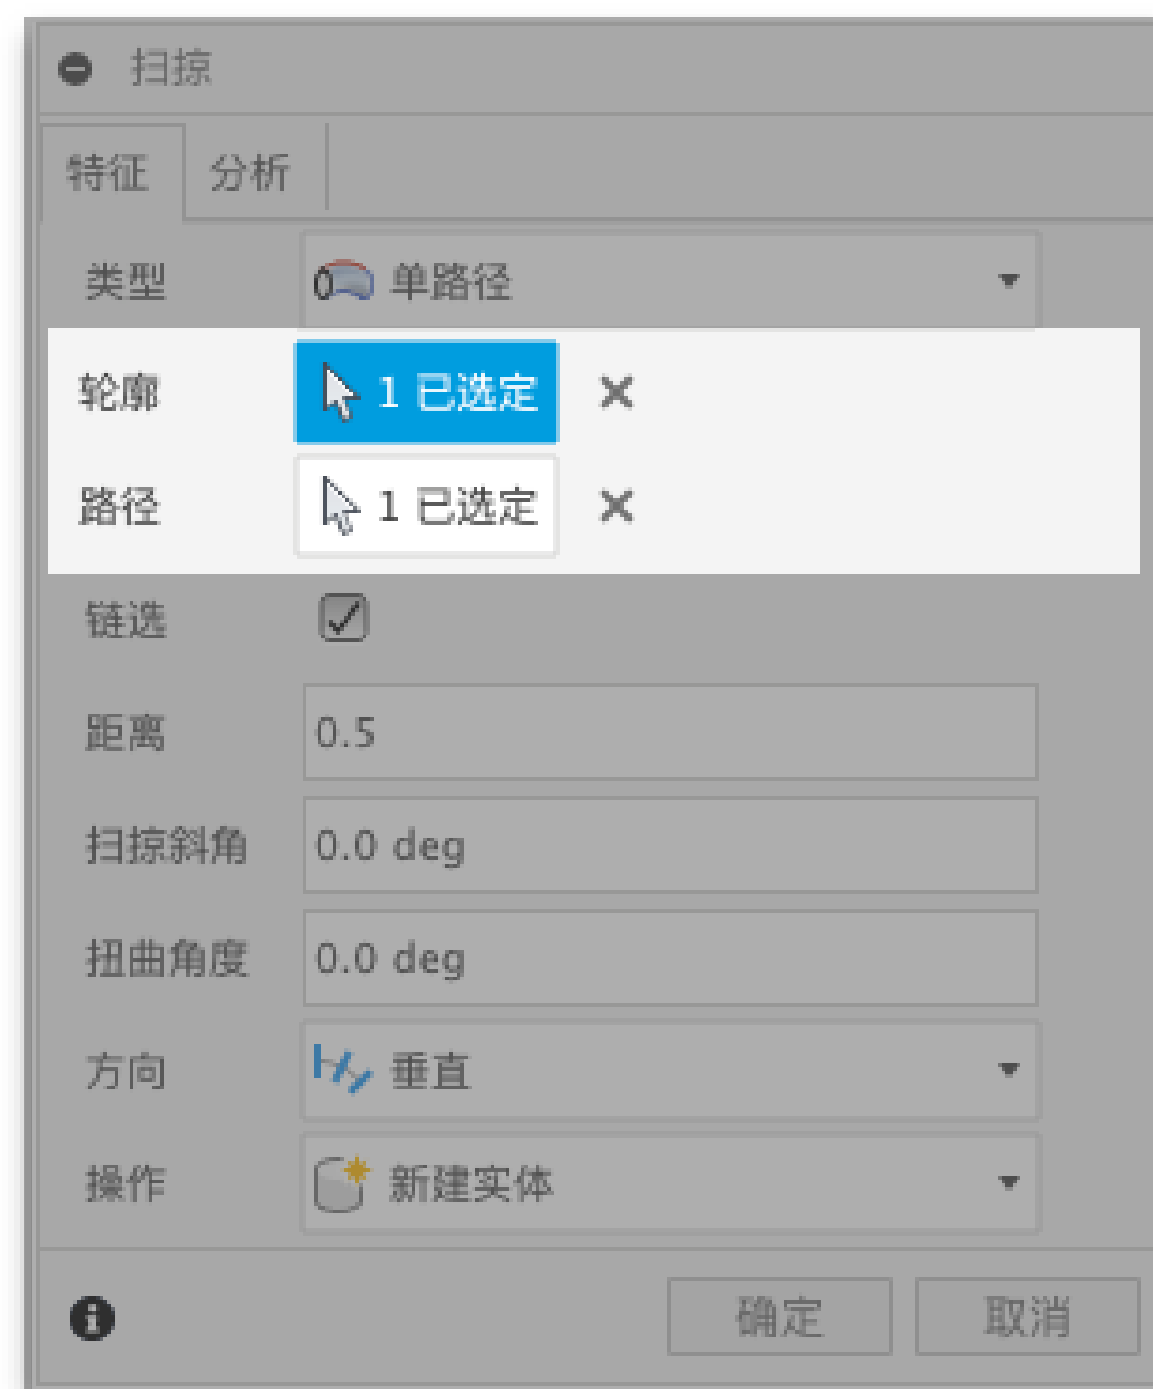 扫掠
特征 分析
类型 单路径
轮廓 1 已选定
路径 1 已选定
链选
距离 0.5
扫掠斜角 0.0 deg
扭曲角度 0.0 deg
方向 垂直
操作 新建实体
确定 取消